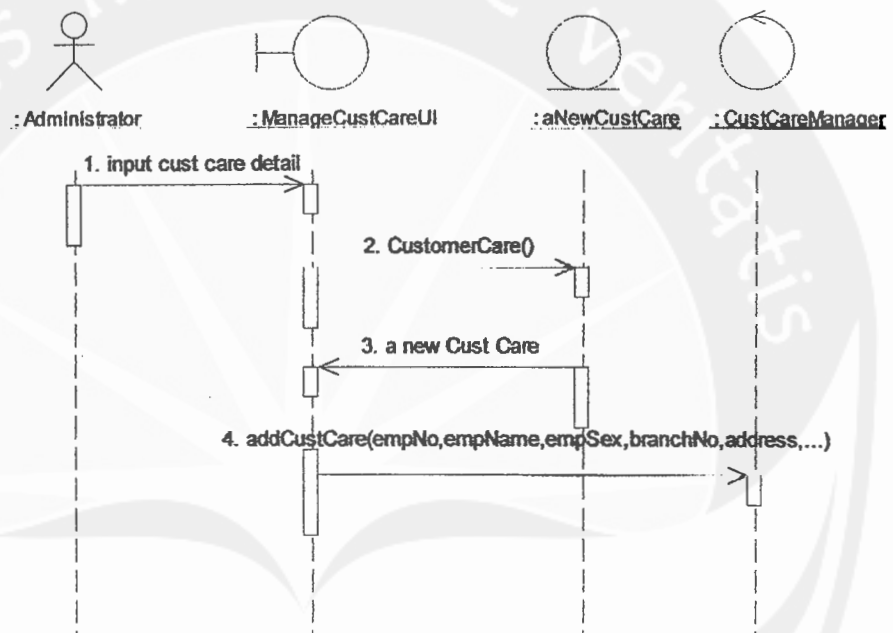 : Administrator
: ManageCustCareUI
: aNewCustCare
: CustCareManager
1. input cust care detail
2. CustomerCare()
3. a new Cust Care
4. addCustCare(empNo,empName,empSex,branchNo,address,...)
veritatis